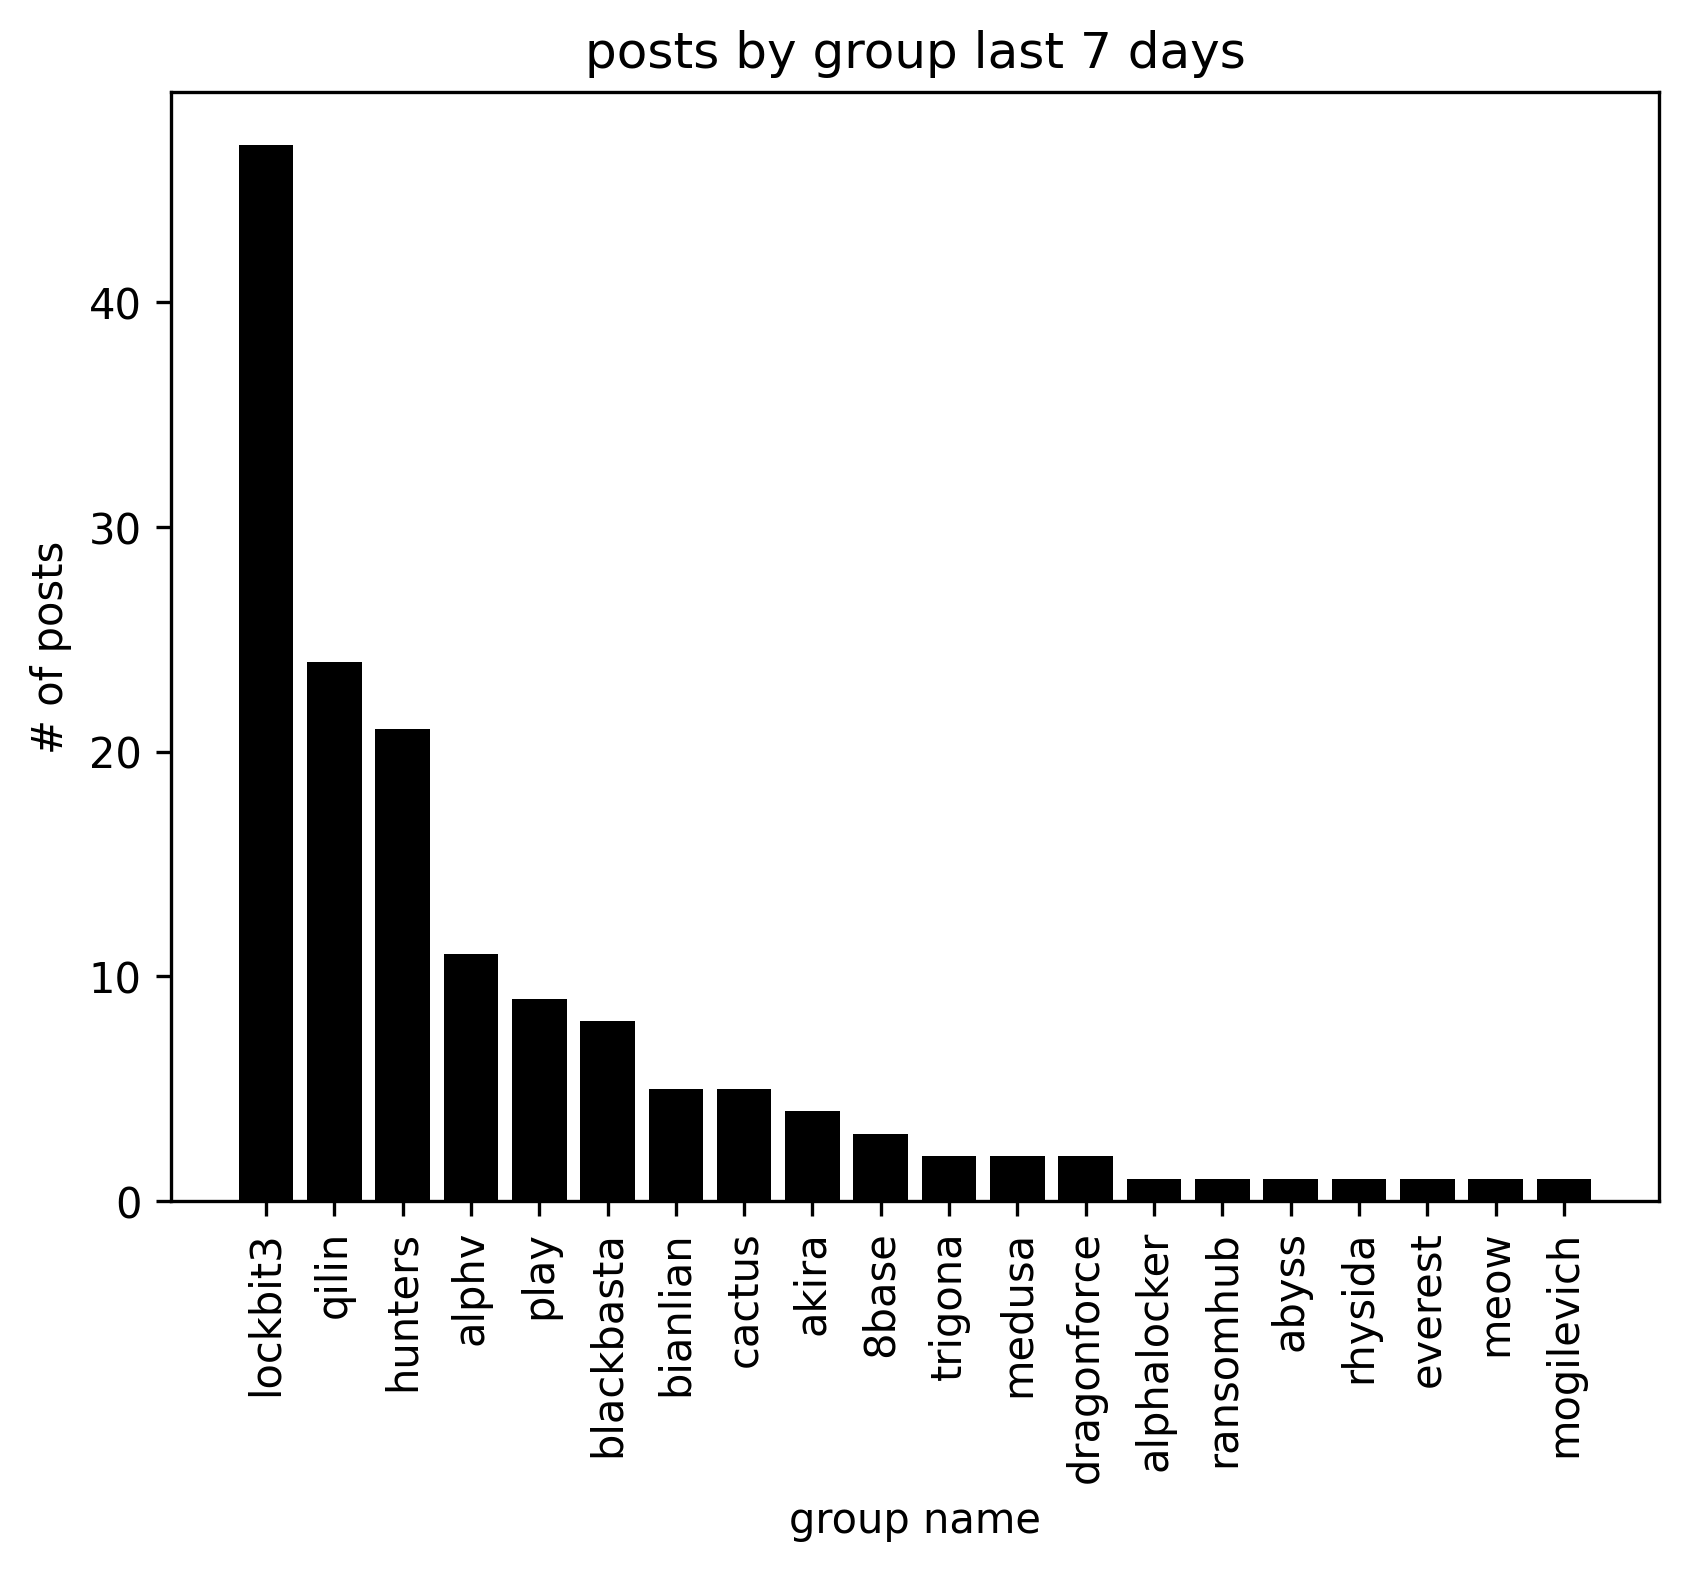 posts by group last 7 days
# of posts
40
30
20
10
0
lockbit3
qilin
hunters
alphv
play
blackbasta
bianlian
cactus
akira
8base
trigona
medusa
dragonforce
alphalocker
ransomhub
abyss
rhysida
everest
meow
mogilevich
group name